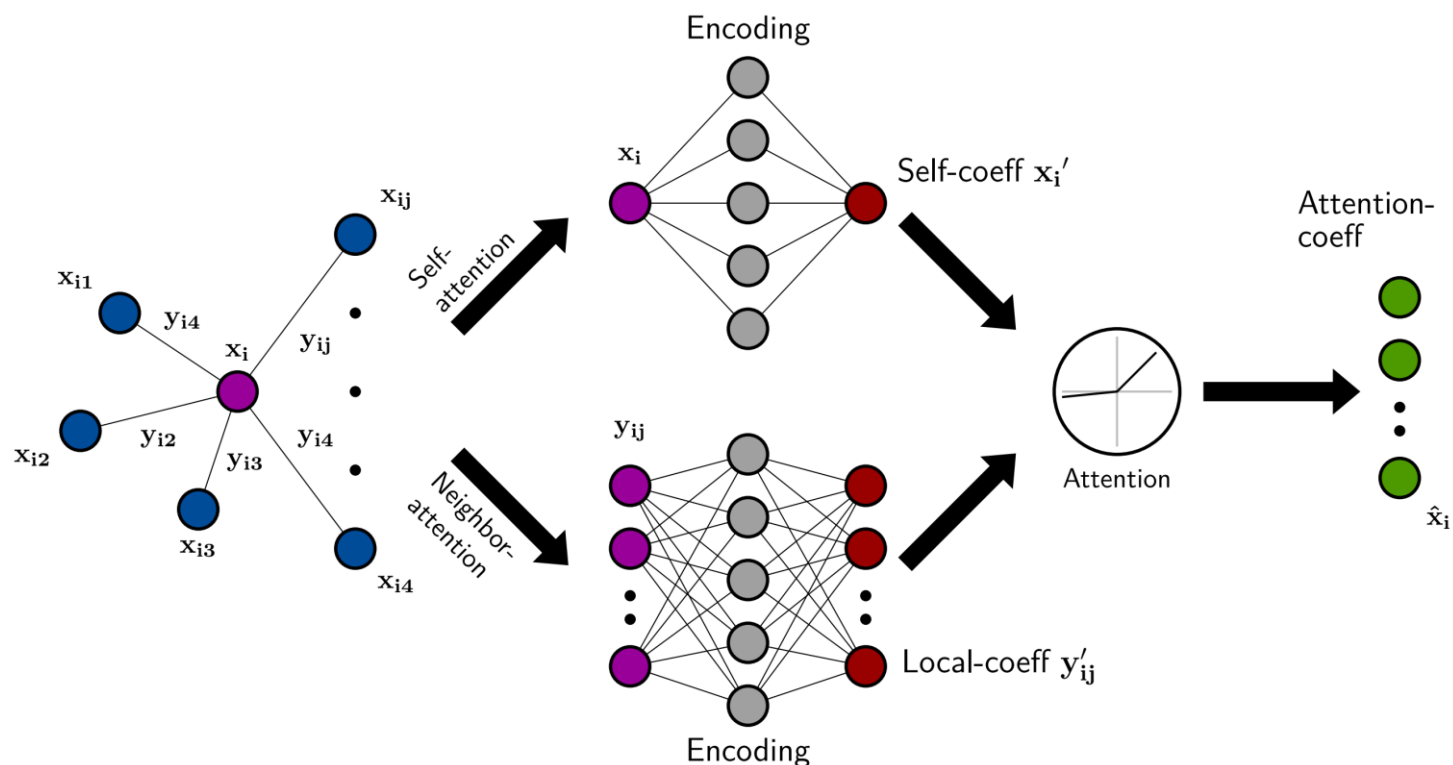 Encoding
x_i
Self-coeff x_i′
x_ij
Self-
attention
Attention-
coeff
x_i1
y_i4
x_i
y_ij
y_i2
y_i3
y_i4
x_i2
x_i3
x_i4
Neighbor-
attention
y_ij
Attention
x̂_i
Local-coeff y′_ij
Encoding